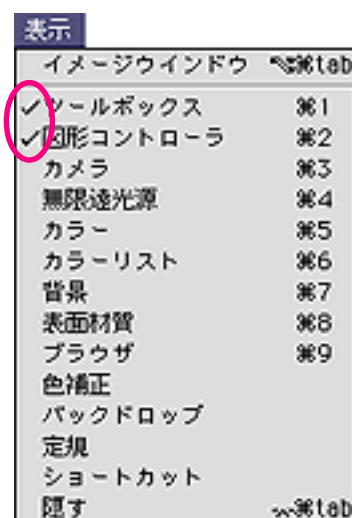 表示
イメージウインドウ ⌥⌘tab
✓ツールボックス ⌘1
✓図形コントローラ ⌘2
カメラ ⌘3
無限遠光源 ⌘4
カラー ⌘5
カラーリスト ⌘6
背景 ⌘7
表面材質 ⌘8
ブラウザ ⌘9
色補正
バックドロップ
定規
ショートカット
隠す ⌘tab